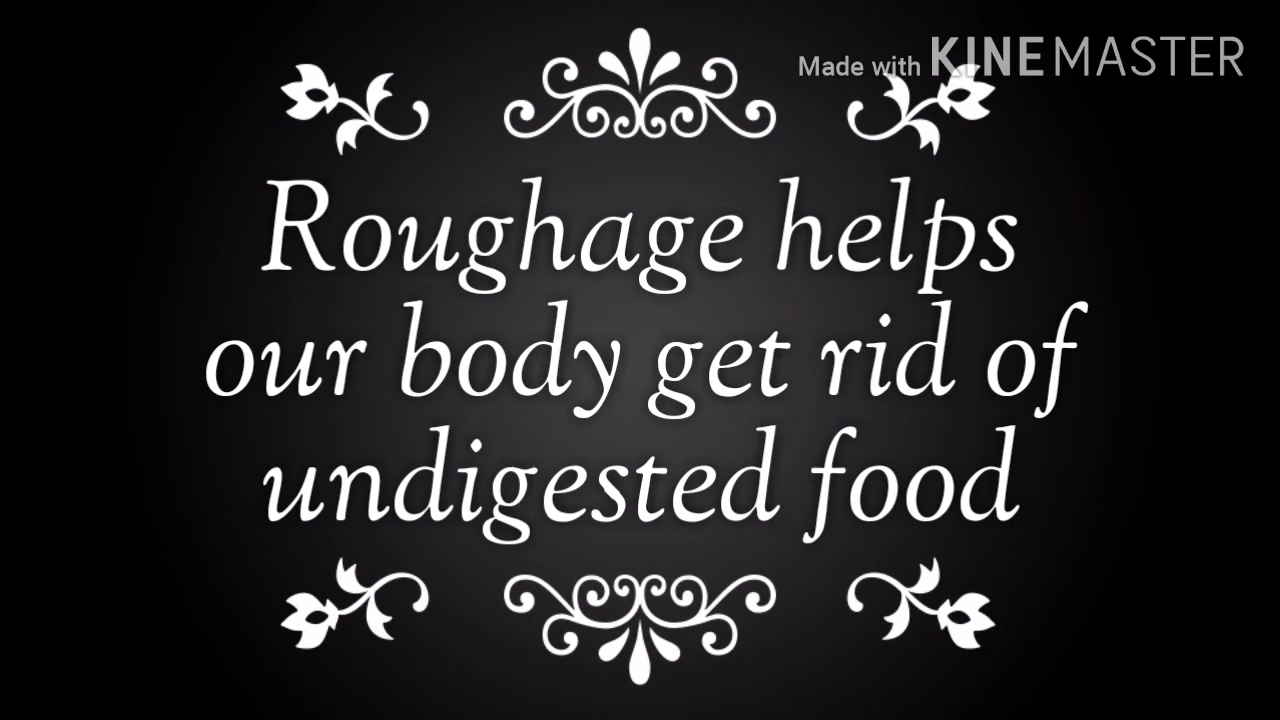 Made with KINEMASTER
Roughage helps
our body get rid of
undigested food